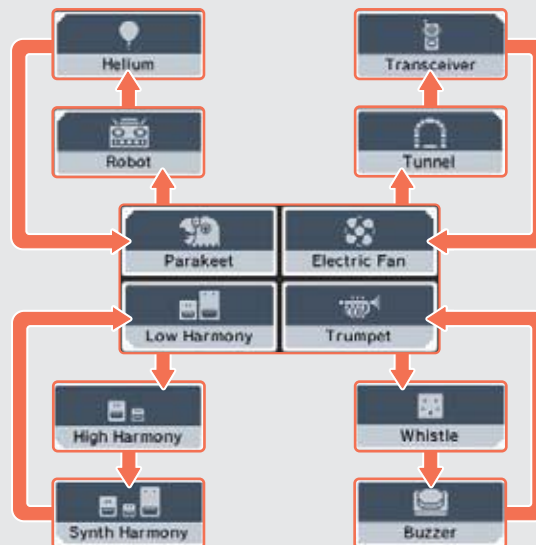 Helium
Transceiver
Robot
Tunnel
Parakeet
Electric Fan
Low Harmony
Trumpet
High Harmony
Whistle
Synth Harmony
Buzzer